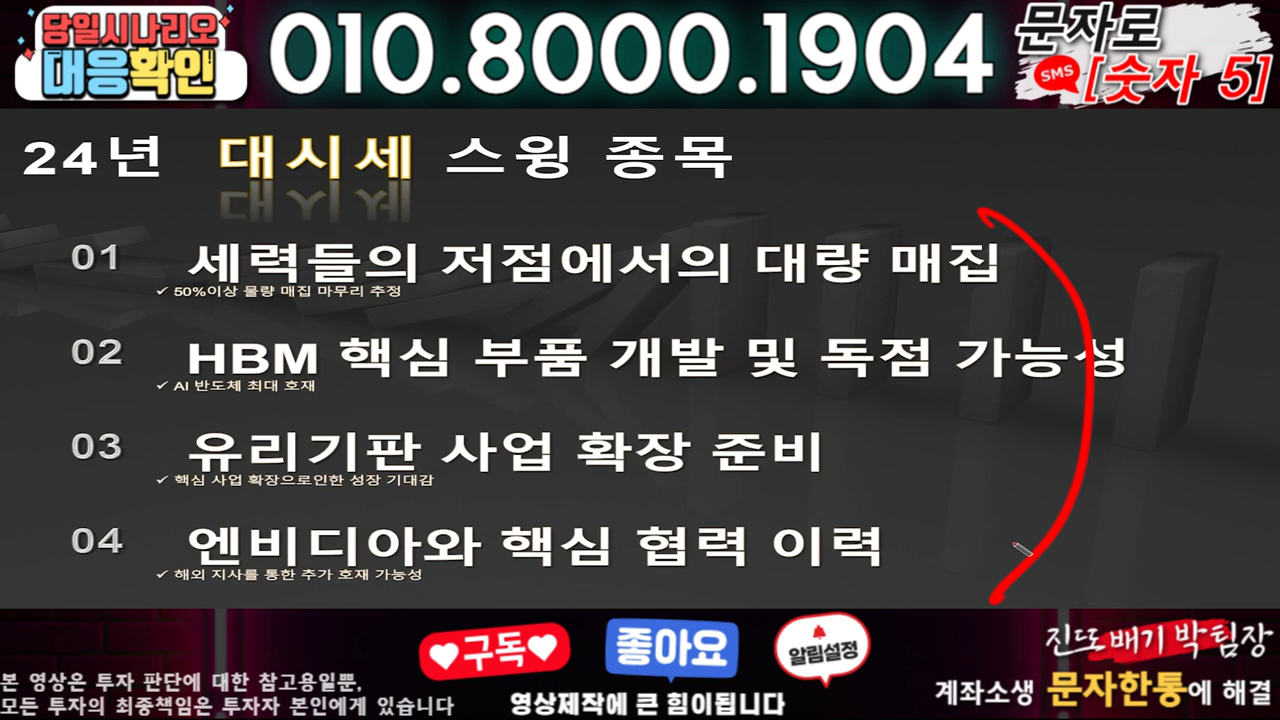 당일시나리오
대응확인
010.8000.1904
문자로
SMS
[숫자 5]
24년 대시세 스윙 종목
01 세력들의 저점에서의 대량 매집
✓ 50%이상 물량 매집 마무리 추정
02 HBM 핵심 부품 개발 및 독점 가능성
✓ AI 반도체 최대 호재
03 유리기판 사업 확장 준비
✓ 핵심 사업 확장으로인한 성장 기대감
04 엔비디아와 핵심 협력 이력
✓ 해외 지사를 통한 추가 호재 가능성
구독
좋아요
알림설정
영상제작에 큰 힘이됩니다
본 영상은 투자 판단에 대한 참고용일뿐,
모든 투자의 최종책임은 투자자 본인에게 있습니다
진또배기 박팀장
계좌소생 문자한통에 해결